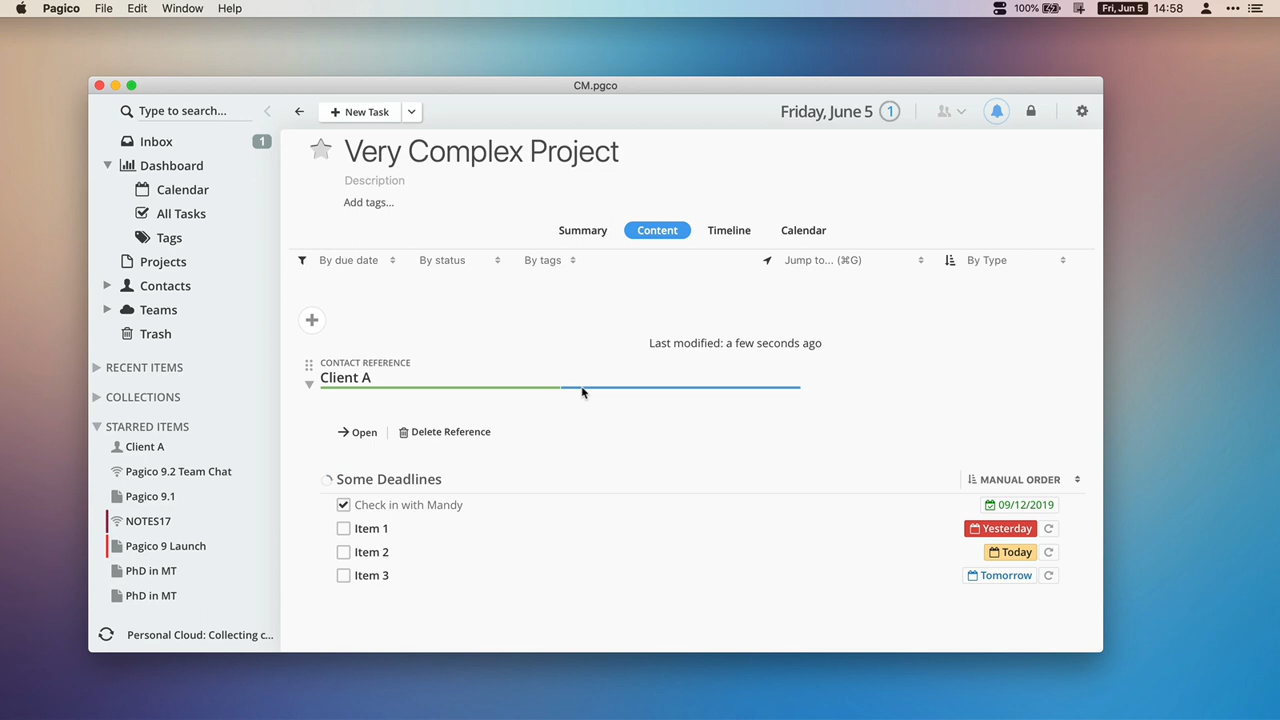 Pagico File Edit Window Help
100% Fri, Jun 5 14:58
CM.pgco
Type to search...
New Task
Friday, June 5 1
Inbox 1
Dashboard
Calendar
All Tasks
Tags
Projects
Contacts
Teams
Trash
RECENT ITEMS
COLLECTIONS
STARRED ITEMS
Client A
Pagico 9.2 Team Chat
Pagico 9.1
NOTES17
Pagico 9 Launch
PhD in MT
PhD in MT
Personal Cloud: Collecting c...
Very Complex Project
Description
Add tags...
Summary Content Timeline Calendar
By due date By status By tags Jump to... (⌘G) By Type
Last modified: a few seconds ago
CONTACT REFERENCE
Client A
Open Delete Reference
Some Deadlines MANUAL ORDER
Check in with Mandy 09/12/2019
Item 1 Yesterday
Item 2 Today
Item 3 Tomorrow